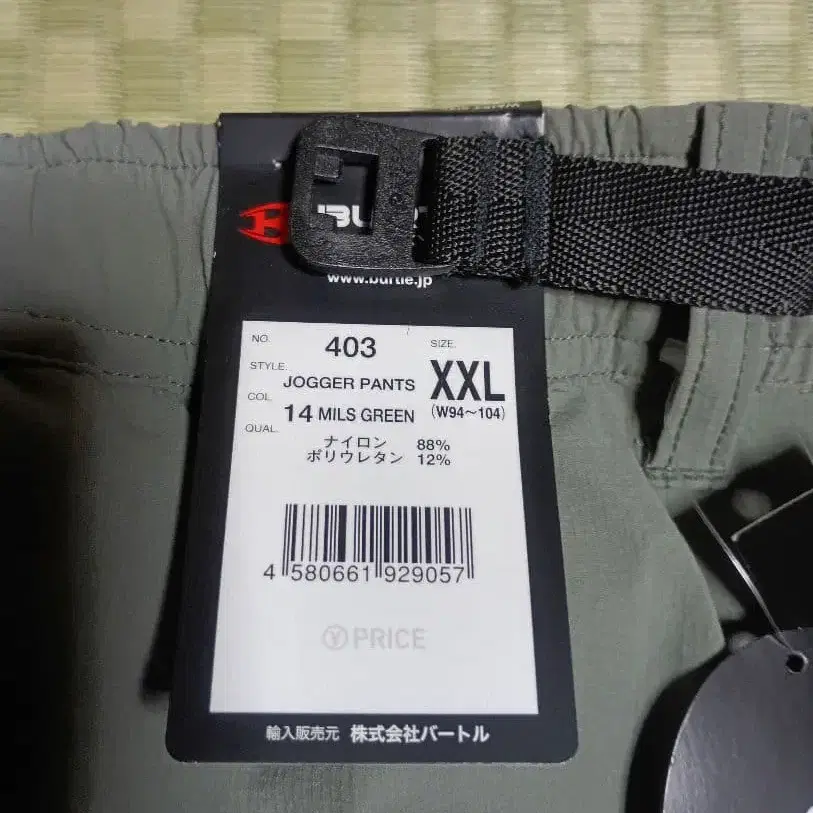 www.burtle.jp
NO. 403
SIZE. XXL
(W94～104)
STYLE. JOGGER PANTS
COL. 14 MILS GREEN
QUAL. ナイロン 88%
ポリウレタン 12%
4 580661 929057
Ⓨ PRICE
輸入販売元 株式会社バートル